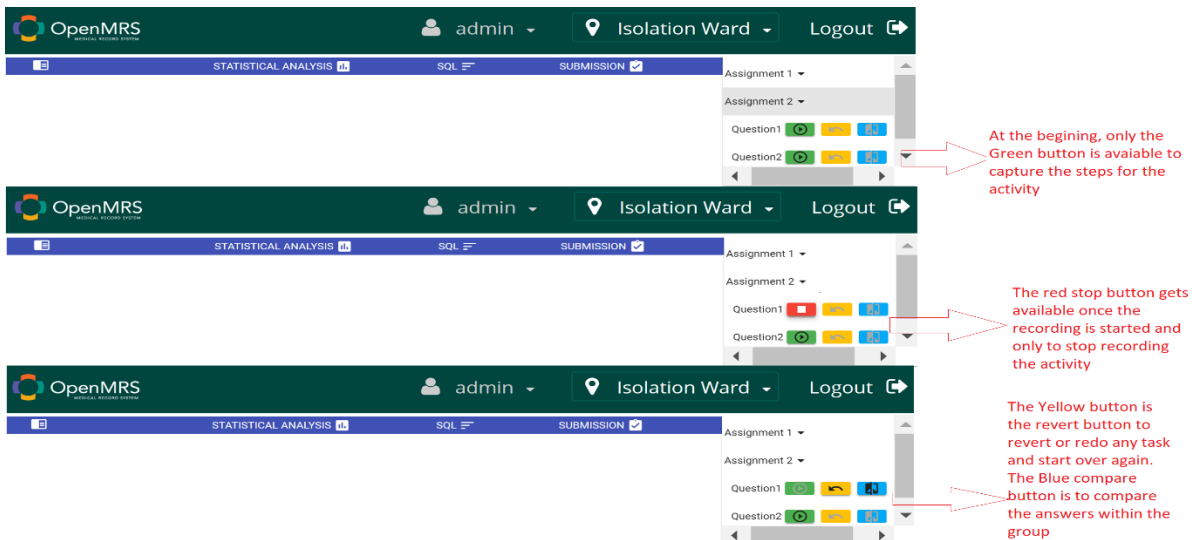 OpenMRS
MEDICAL RECORD SYSTEM
admin
Isolation Ward
Logout
STATISTICAL ANALYSIS
SQL
SUBMISSION
Assignment 1
Assignment 2
Question1
Question2
At the begining, only the
Green button is avaiable to
capture the steps for the
activity
OpenMRS
MEDICAL RECORD SYSTEM
admin
Isolation Ward
Logout
STATISTICAL ANALYSIS
SQL
SUBMISSION
Assignment 1
Assignment 2
Question1
Question2
The red stop button gets
available once the
recording is started and
only to stop recording
the activity
OpenMRS
MEDICAL RECORD SYSTEM
admin
Isolation Ward
Logout
STATISTICAL ANALYSIS
SQL
SUBMISSION
Assignment 1
Assignment 2
Question1
Question2
The Yellow button is
the revert button to
revert or redo any task
and start over again.
The Blue compare
button is to compare
the answers within the
group